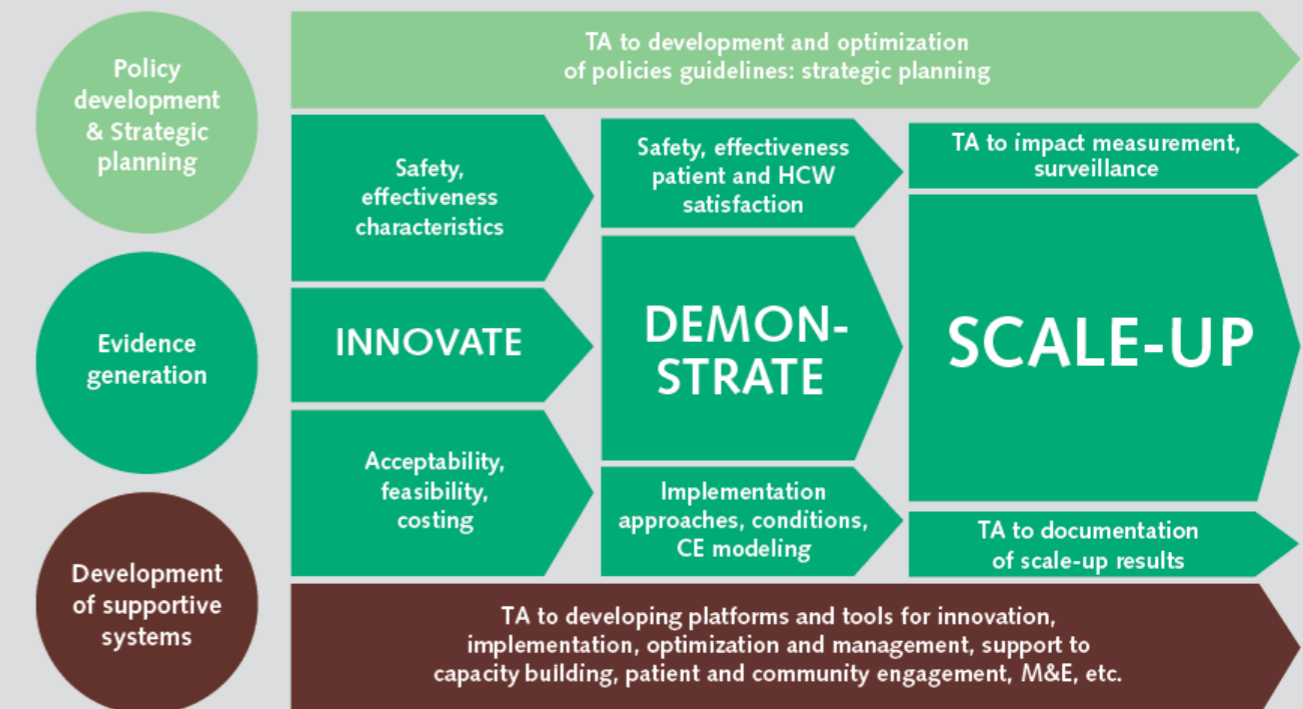 Policy
development
& Strategic
planning
TA to development and optimization
of policies guidelines: strategic planning
Evidence
generation
Safety,
effectiveness
characteristics
INNOVATE
Acceptability,
feasibility,
costing
Safety, effectiveness
patient and HCW
satisfaction
DEMON-
STRATE
Implementation
approaches, conditions,
CE modeling
TA to impact measurement,
surveillance
SCALE-UP
TA to documentation
of scale-up results
Development
of supportive
systems
TA to developing platforms and tools for innovation,
implementation, optimization and management, support to
capacity building, patient and community engagement, M&E, etc.